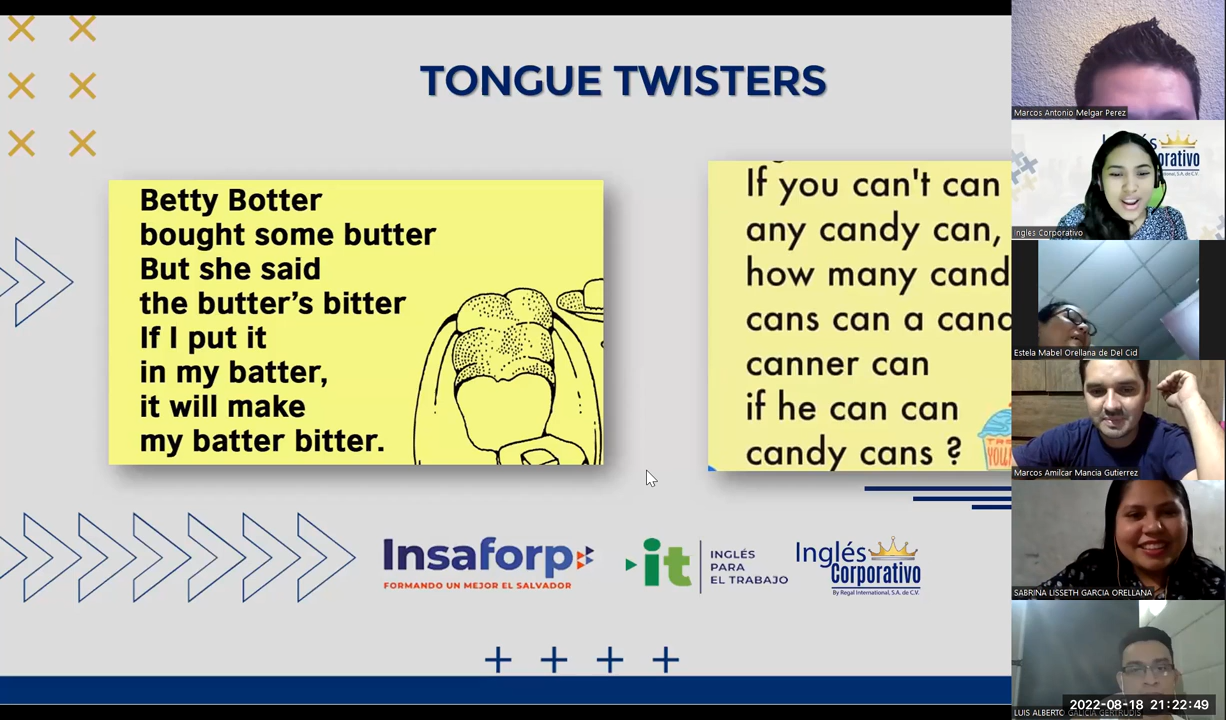 TONGUE TWISTERS
Betty Botter
bought some butter
But she said
the butter's bitter
If I put it
in my batter,
it will make
my batter bitter.
If you can't can
any candy can,
how many cand
cans can a cand
canner can
if he can can
candy cans ?
Insaforp
FORMANDO UN MEJOR EL SALVADOR
it
INGLÉS
PARA
EL TRABAJO
Inglés
Corporativo
By Regal International, S.A. de C.V.
Marcos Antonio Melgar Perez
Inglés Corporativo
Estela Mabel Orellana de Del Cid
Marcos Amilcar Mancia Gutierrez
SABRINA LISSETH GARCIA ORELLANA
LUIS ALBERTO GALICIA GERTRUDIS
2022-08-18 21:22:49